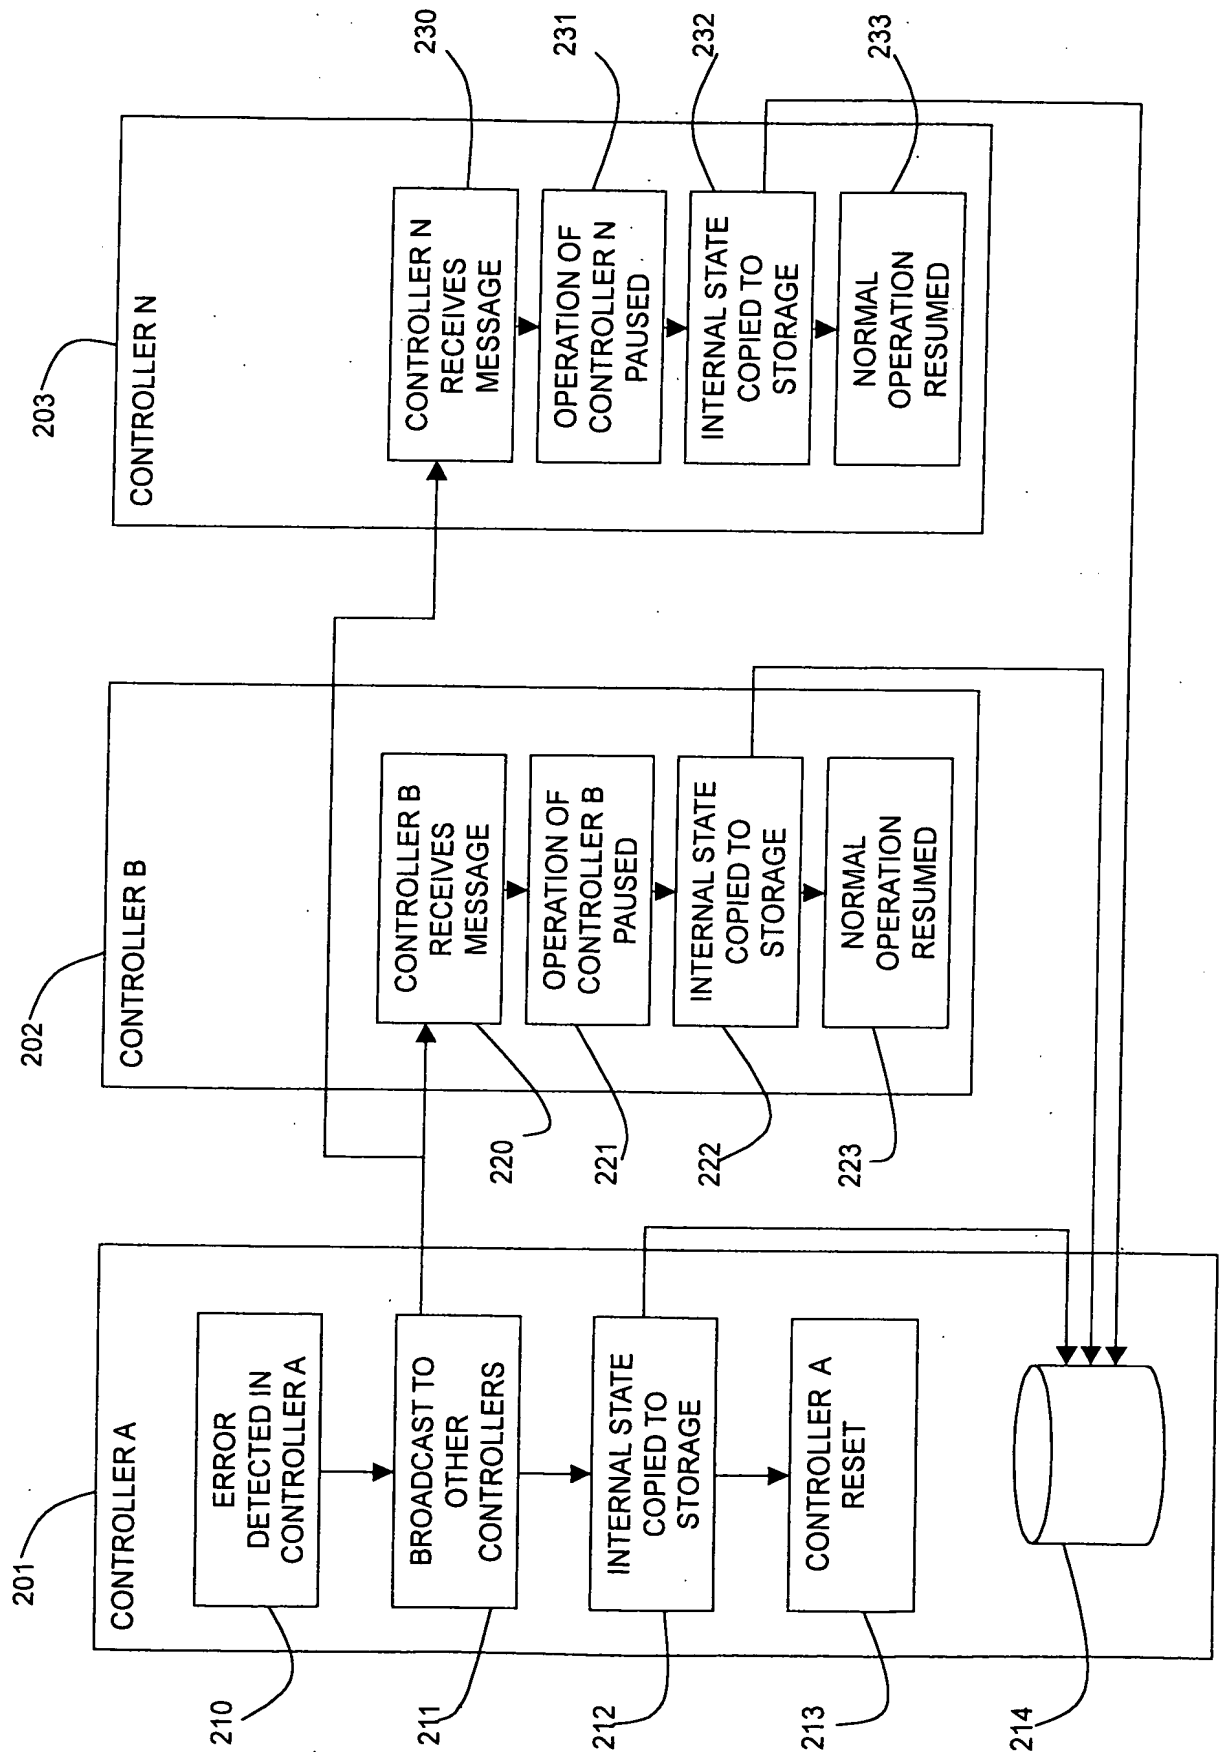 201
CONTROLLER A
210
ERROR
DETECTED IN
CONTROLLER A
211
BROADCAST TO
OTHER
CONTROLLERS
212
INTERNAL STATE
COPIED TO
STORAGE
213
CONTROLLER A
RESET
214
202
CONTROLLER B
220
CONTROLLER B
RECEIVES
MESSAGE
221
OPERATION OF
CONTROLLER B
PAUSED
222
INTERNAL STATE
COPIED TO
STORAGE
223
NORMAL
OPERATION
RESUMED
203
CONTROLLER N
230
CONTROLLER N
RECEIVES
MESSAGE
231
OPERATION OF
CONTROLLER N
PAUSED
232
INTERNAL STATE
COPIED TO
STORAGE
233
NORMAL
OPERATION
RESUMED